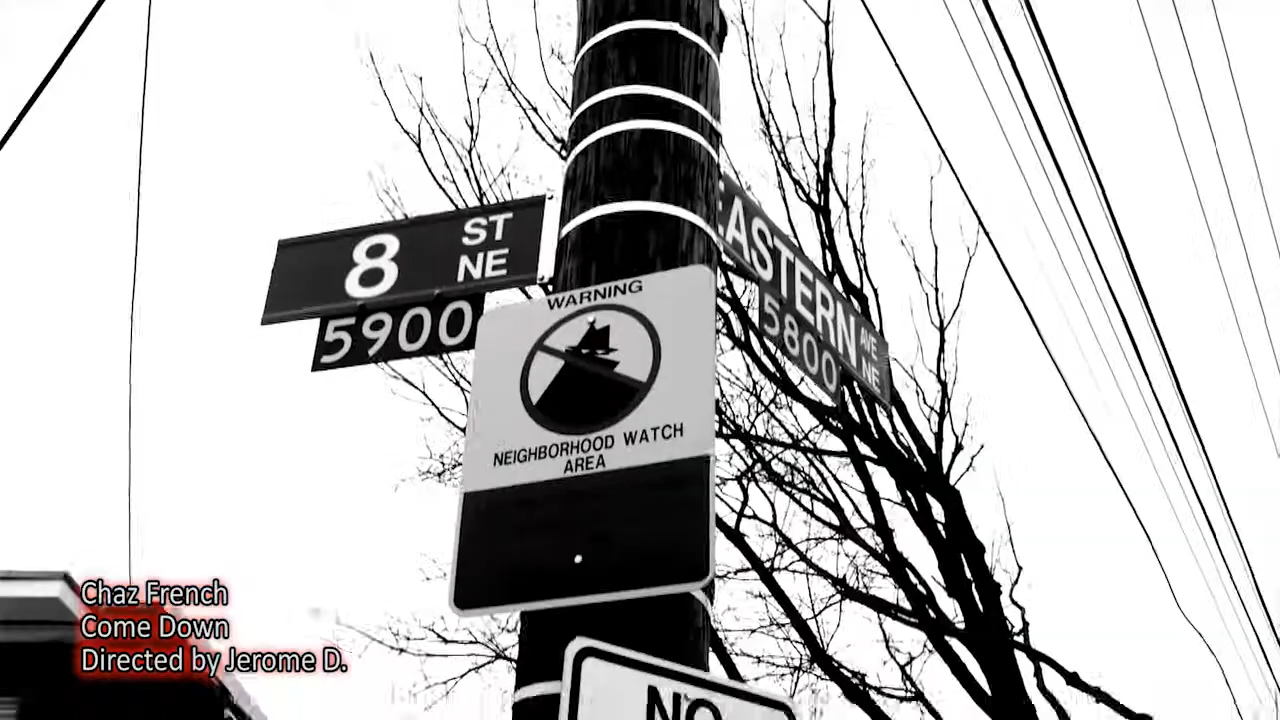 8 ST NE
5900
EASTERN AVE NE
5800
WARNING
NEIGHBORHOOD WATCH
AREA
NO
Chaz French
Come Down
Directed by Jerome D.